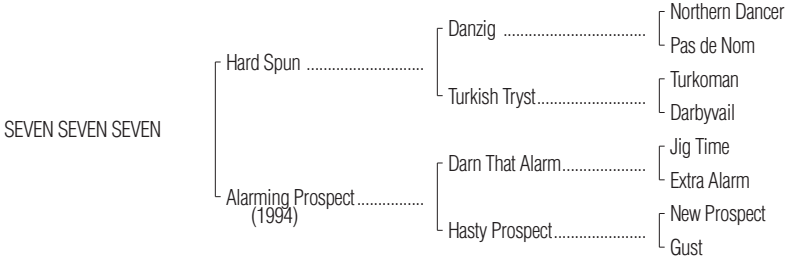 Northern Dancer
Danzig ..................................
Pas de Nom
Hard Spun ............................
Turkoman
Turkish Tryst..........................
Darbyvail
SEVEN SEVEN SEVEN
Jig Time
Darn That Alarm....................
Extra Alarm
Alarming Prospect................
(1994)
New Prospect
Hasty Prospect......................
Gust